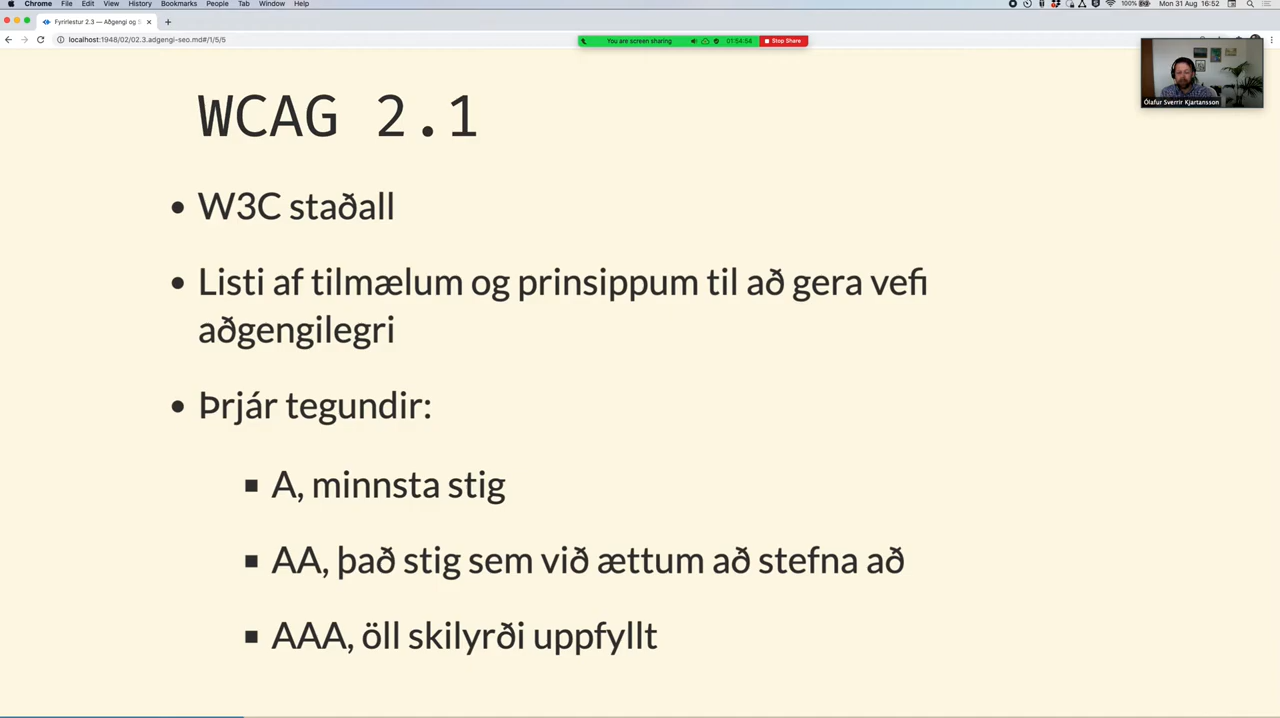 Chrome File Edit View History Bookmarks People Tab Window Help 100% Mon 31 Aug 16:52
Fyrirlestur 2.3 — Aðgengi og S
localhost:1948/02/02.3.adgengi-seo.md#/1/5/5
You are screen sharing 01:54:54 Stop Share
Ólafur Sverrir Kjartansson
WCAG 2.1
• W3C staðall
• Listi af tilmælum og prinsippum til að gera vefi
aðgengilegri
• Þrjár tegundir:
▪ A, minnsta stig
▪ AA, það stig sem við ættum að stefna að
▪ AAA, öll skilyrði uppfyllt